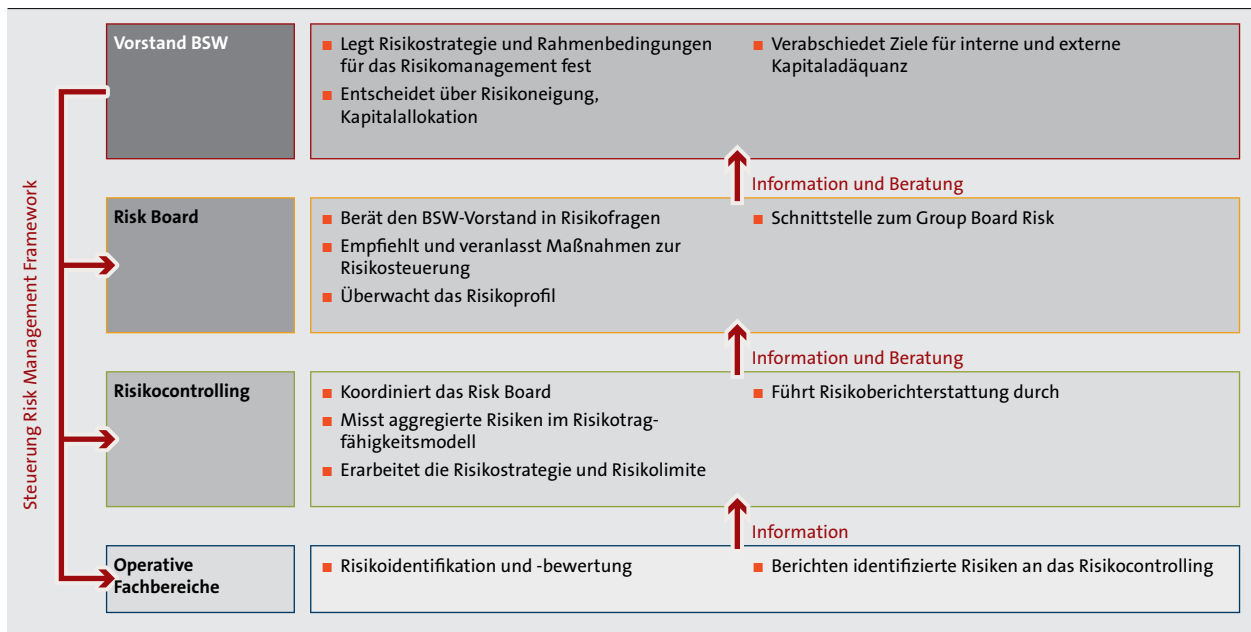 Steuerung Risk Management Framework
Vorstand BSW
Legt Risikostrategie und Rahmenbedingungen
für das Risikomanagement fest
Entscheidet über Risikoneigung,
Kapitalallokation
Verabschiedet Ziele für interne und externe
Kapitaladäquanz
Information und Beratung
Risk Board
Berät den BSW-Vorstand in Risikofragen
Empfiehlt und veranlasst Maßnahmen zur
Risikosteuerung
Überwacht das Risikoprofil
Schnittstelle zum Group Board Risk
Information und Beratung
Risikocontrolling
Koordiniert das Risk Board
Misst aggregierte Risiken im Risikotrag-
fähigkeitsmodell
Erarbeitet die Risikostrategie und Risikolimite
Führt Risikoberichterstattung durch
Information
Operative
Fachbereiche
Risikoidentifikation und -bewertung
Berichten identifizierte Risiken an das Risikocontrolling